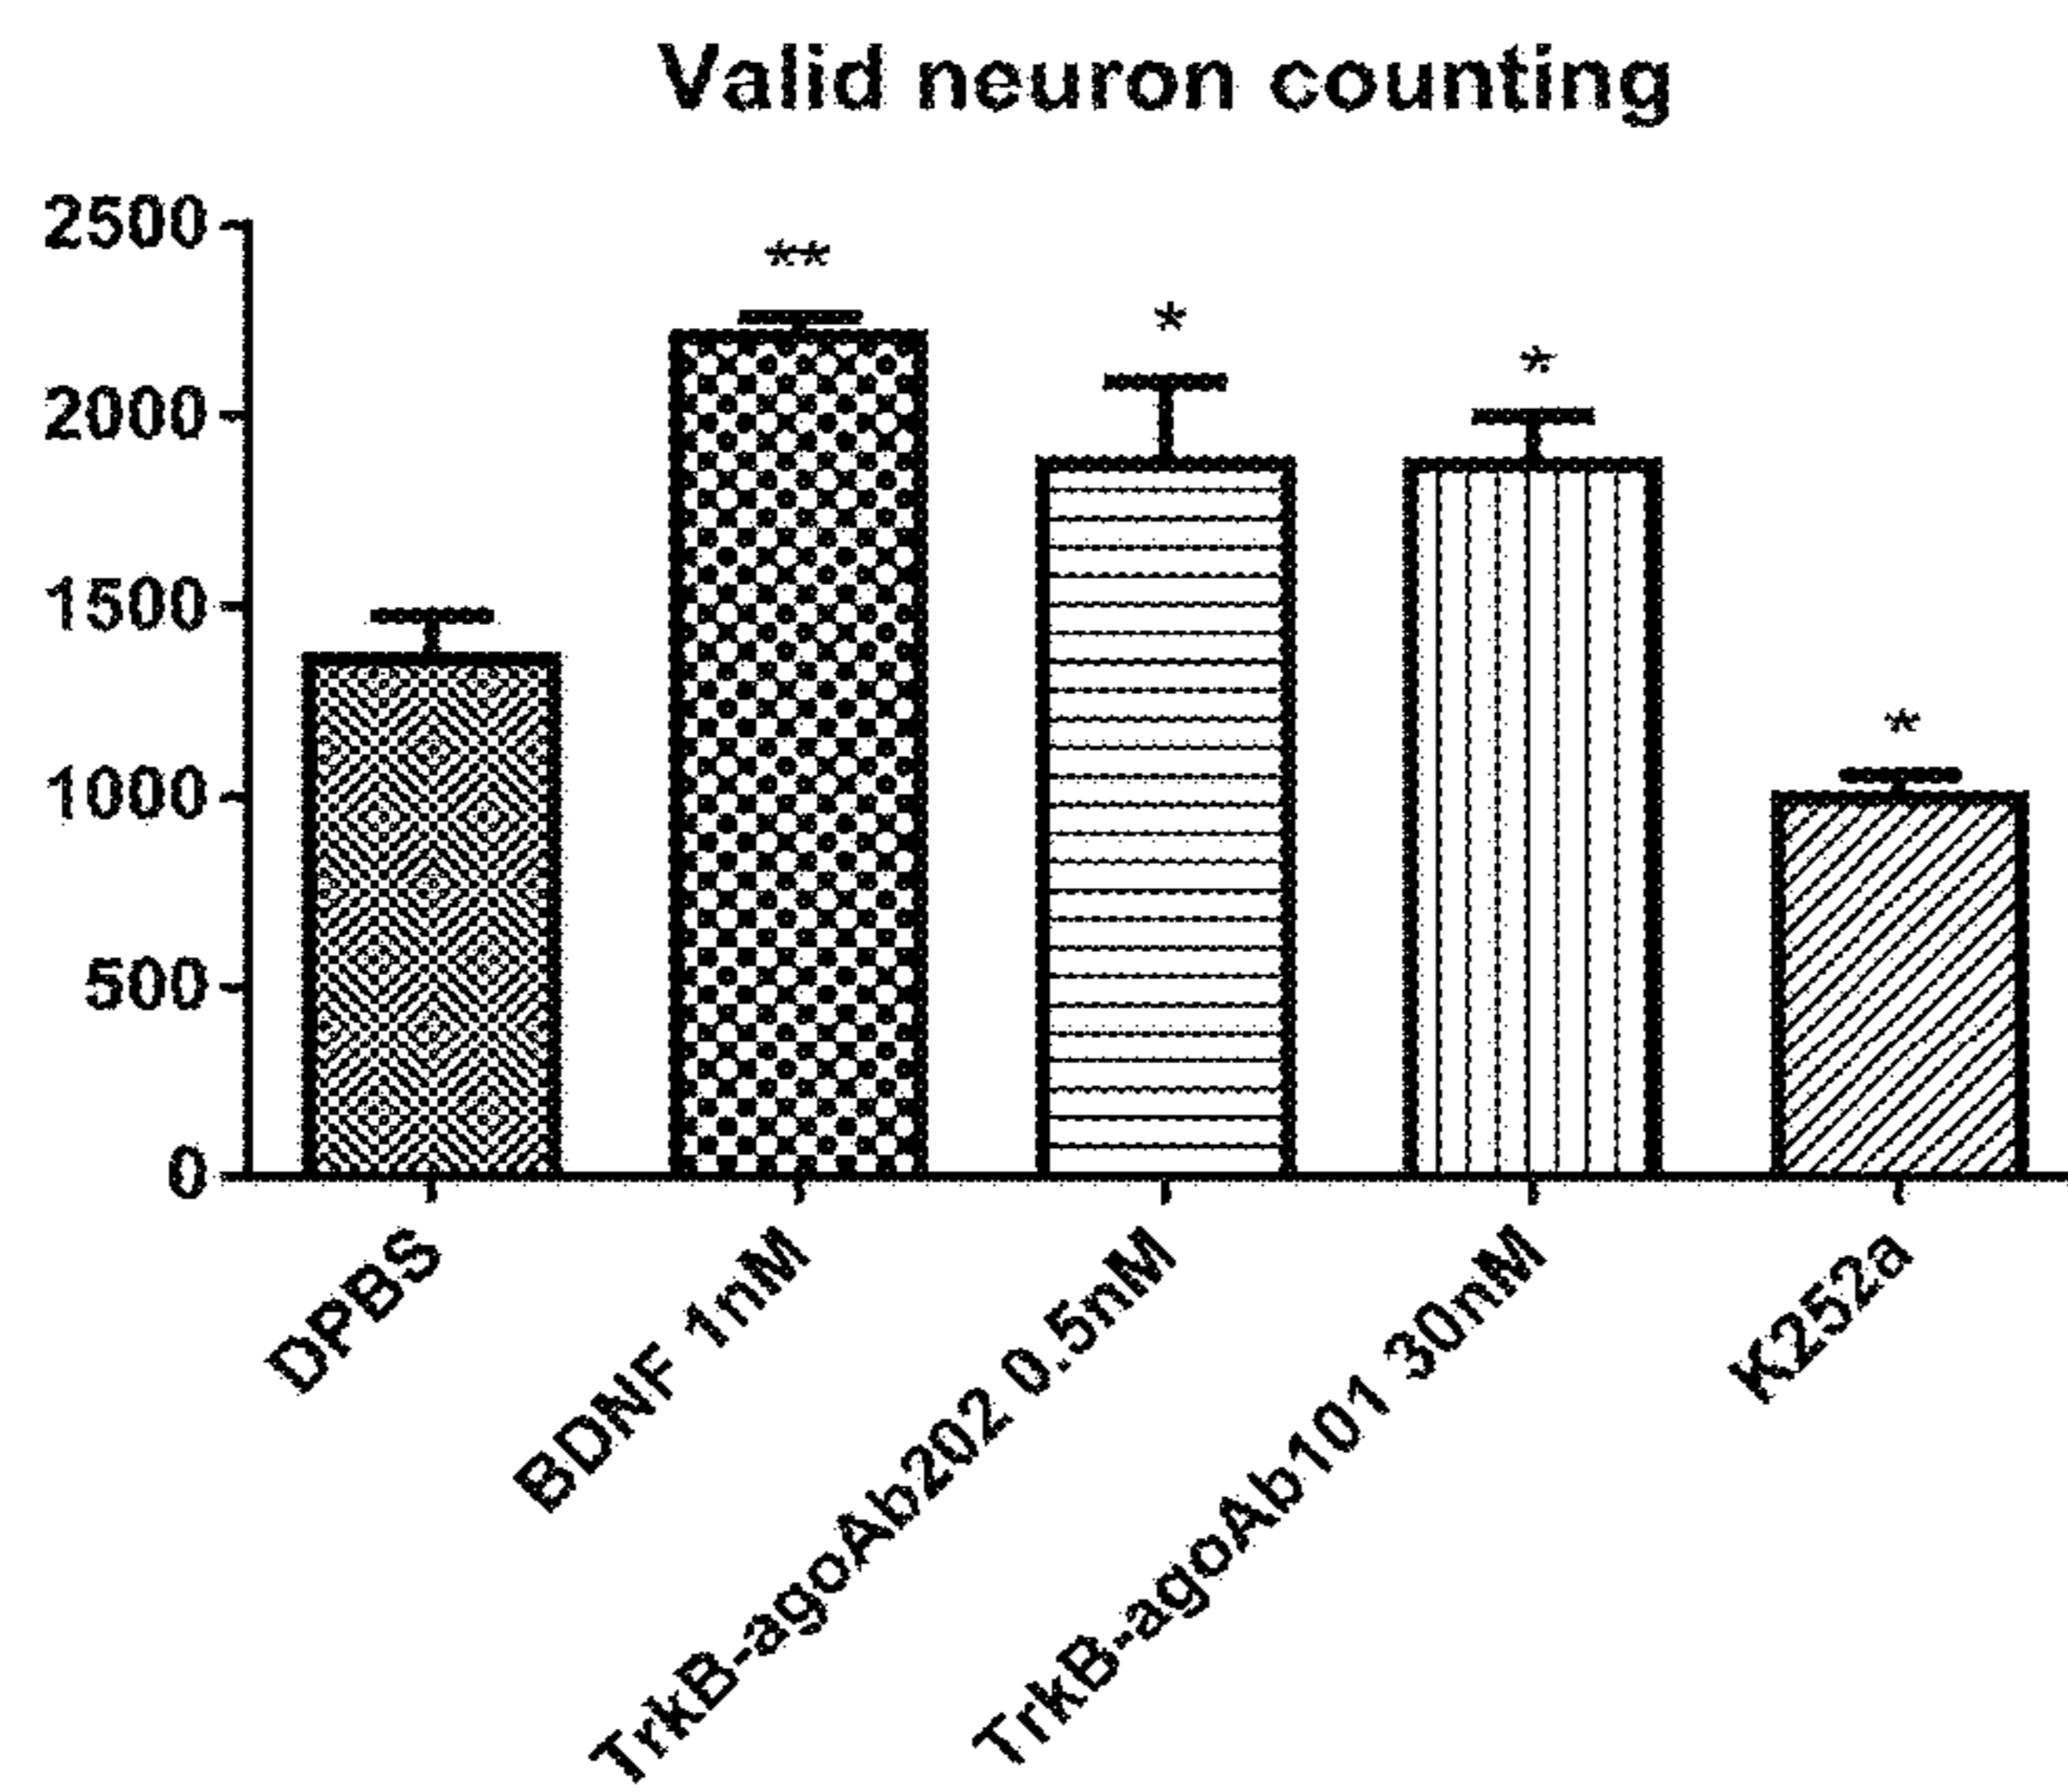 Valid neuron counting
2500
2000
1500
1000
500
0
**
*
*
*
DPBS
BDNF 1nM
TrkB-agoAb202 0.5nM
TrkB-agoAb101 30nM
K252a